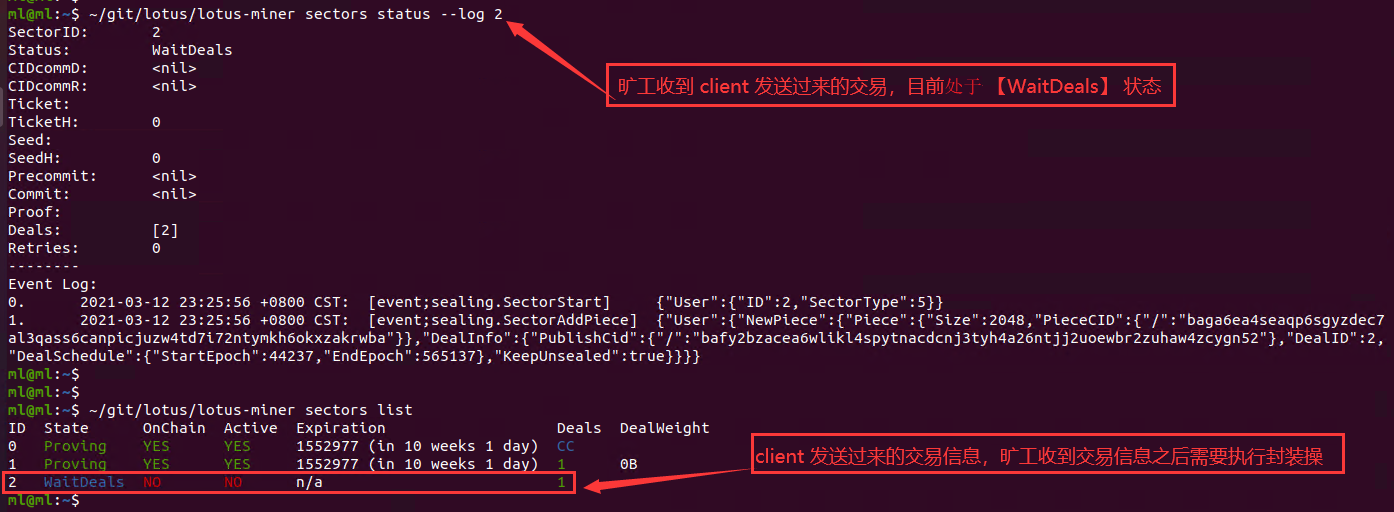 ml@ml:~$ ~/git/lotus/lotus-miner sectors status --log 2
SectorID: 2
Status: WaitDeals
CIDcommD: <nil>
CIDcommR: <nil>
Ticket:
TicketH: 0
Seed:
SeedH: 0
Precommit: <nil>
Commit: <nil>
Proof:
Deals: [2]
Retries: 0
--------
Event Log:
0. 2021-03-12 23:25:56 +0800 CST: [event;sealing.SectorStart] {"User":{"ID":2,"SectorType":5}}
1. 2021-03-12 23:25:56 +0800 CST: [event;sealing.SectorAddPiece] {"User":{"NewPiece":{"Piece":{"Size":2048,"PieceCID":{"/":"baga6ea4seaqp6sgyzdec7
al3qass6canpicjuzw4td7i72ntymkh6okxzakrwba"}},"DealInfo":{"PublishCid":{"/":"bafy2bzacea6wlikl4spytnacdcnj3tyh4a26ntjj2uoewbr2zuhaw4zcygn52"},"DealID":2,
"DealSchedule":{"StartEpoch":44237,"EndEpoch":565137},"KeepUnsealed":true}}}}
ml@ml:~$
ml@ml:~$
ml@ml:~$ ~/git/lotus/lotus-miner sectors list
ID State OnChain Active Expiration Deals DealWeight
0 Proving YES YES 1552977 (in 10 weeks 1 day) CC
1 Proving YES YES 1552977 (in 10 weeks 1 day) 1 0B
2 WaitDeals NO NO n/a 1
ml@ml:~$
旷工收到 client 发送过来的交易，目前处于 【WaitDeals】 状态
client 发送过来的交易信息，旷工收到交易信息之后需要执行封装操